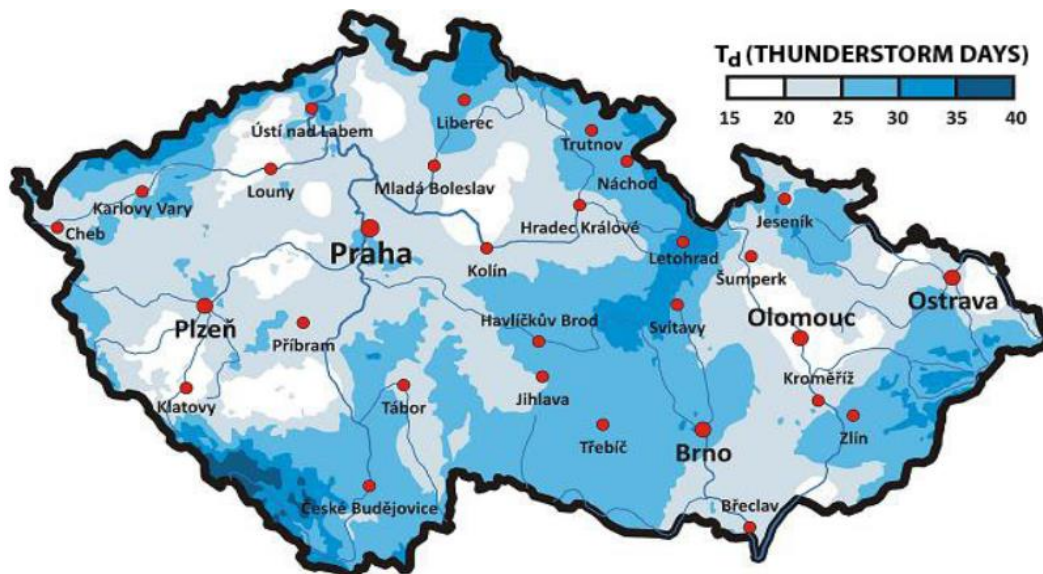 T_d (THUNDERSTORM DAYS)
15 20 25 30 35 40
Ústí nad Labem
Liberec
Trutnov
Náchod
Louny
Mladá Boleslav
Karlovy Vary
Cheb
Praha
Hradec Králové
Jeseník
Kolín
Letohrad
Šumperk
Plzeň
Příbram
Havlíčkův Brod
Svitavy
Olomouc
Ostrava
Klatovy
Tábor
Jihlava
Kroměříž
Třebíč
Brno
Zlín
České Budějovice
Břeclav